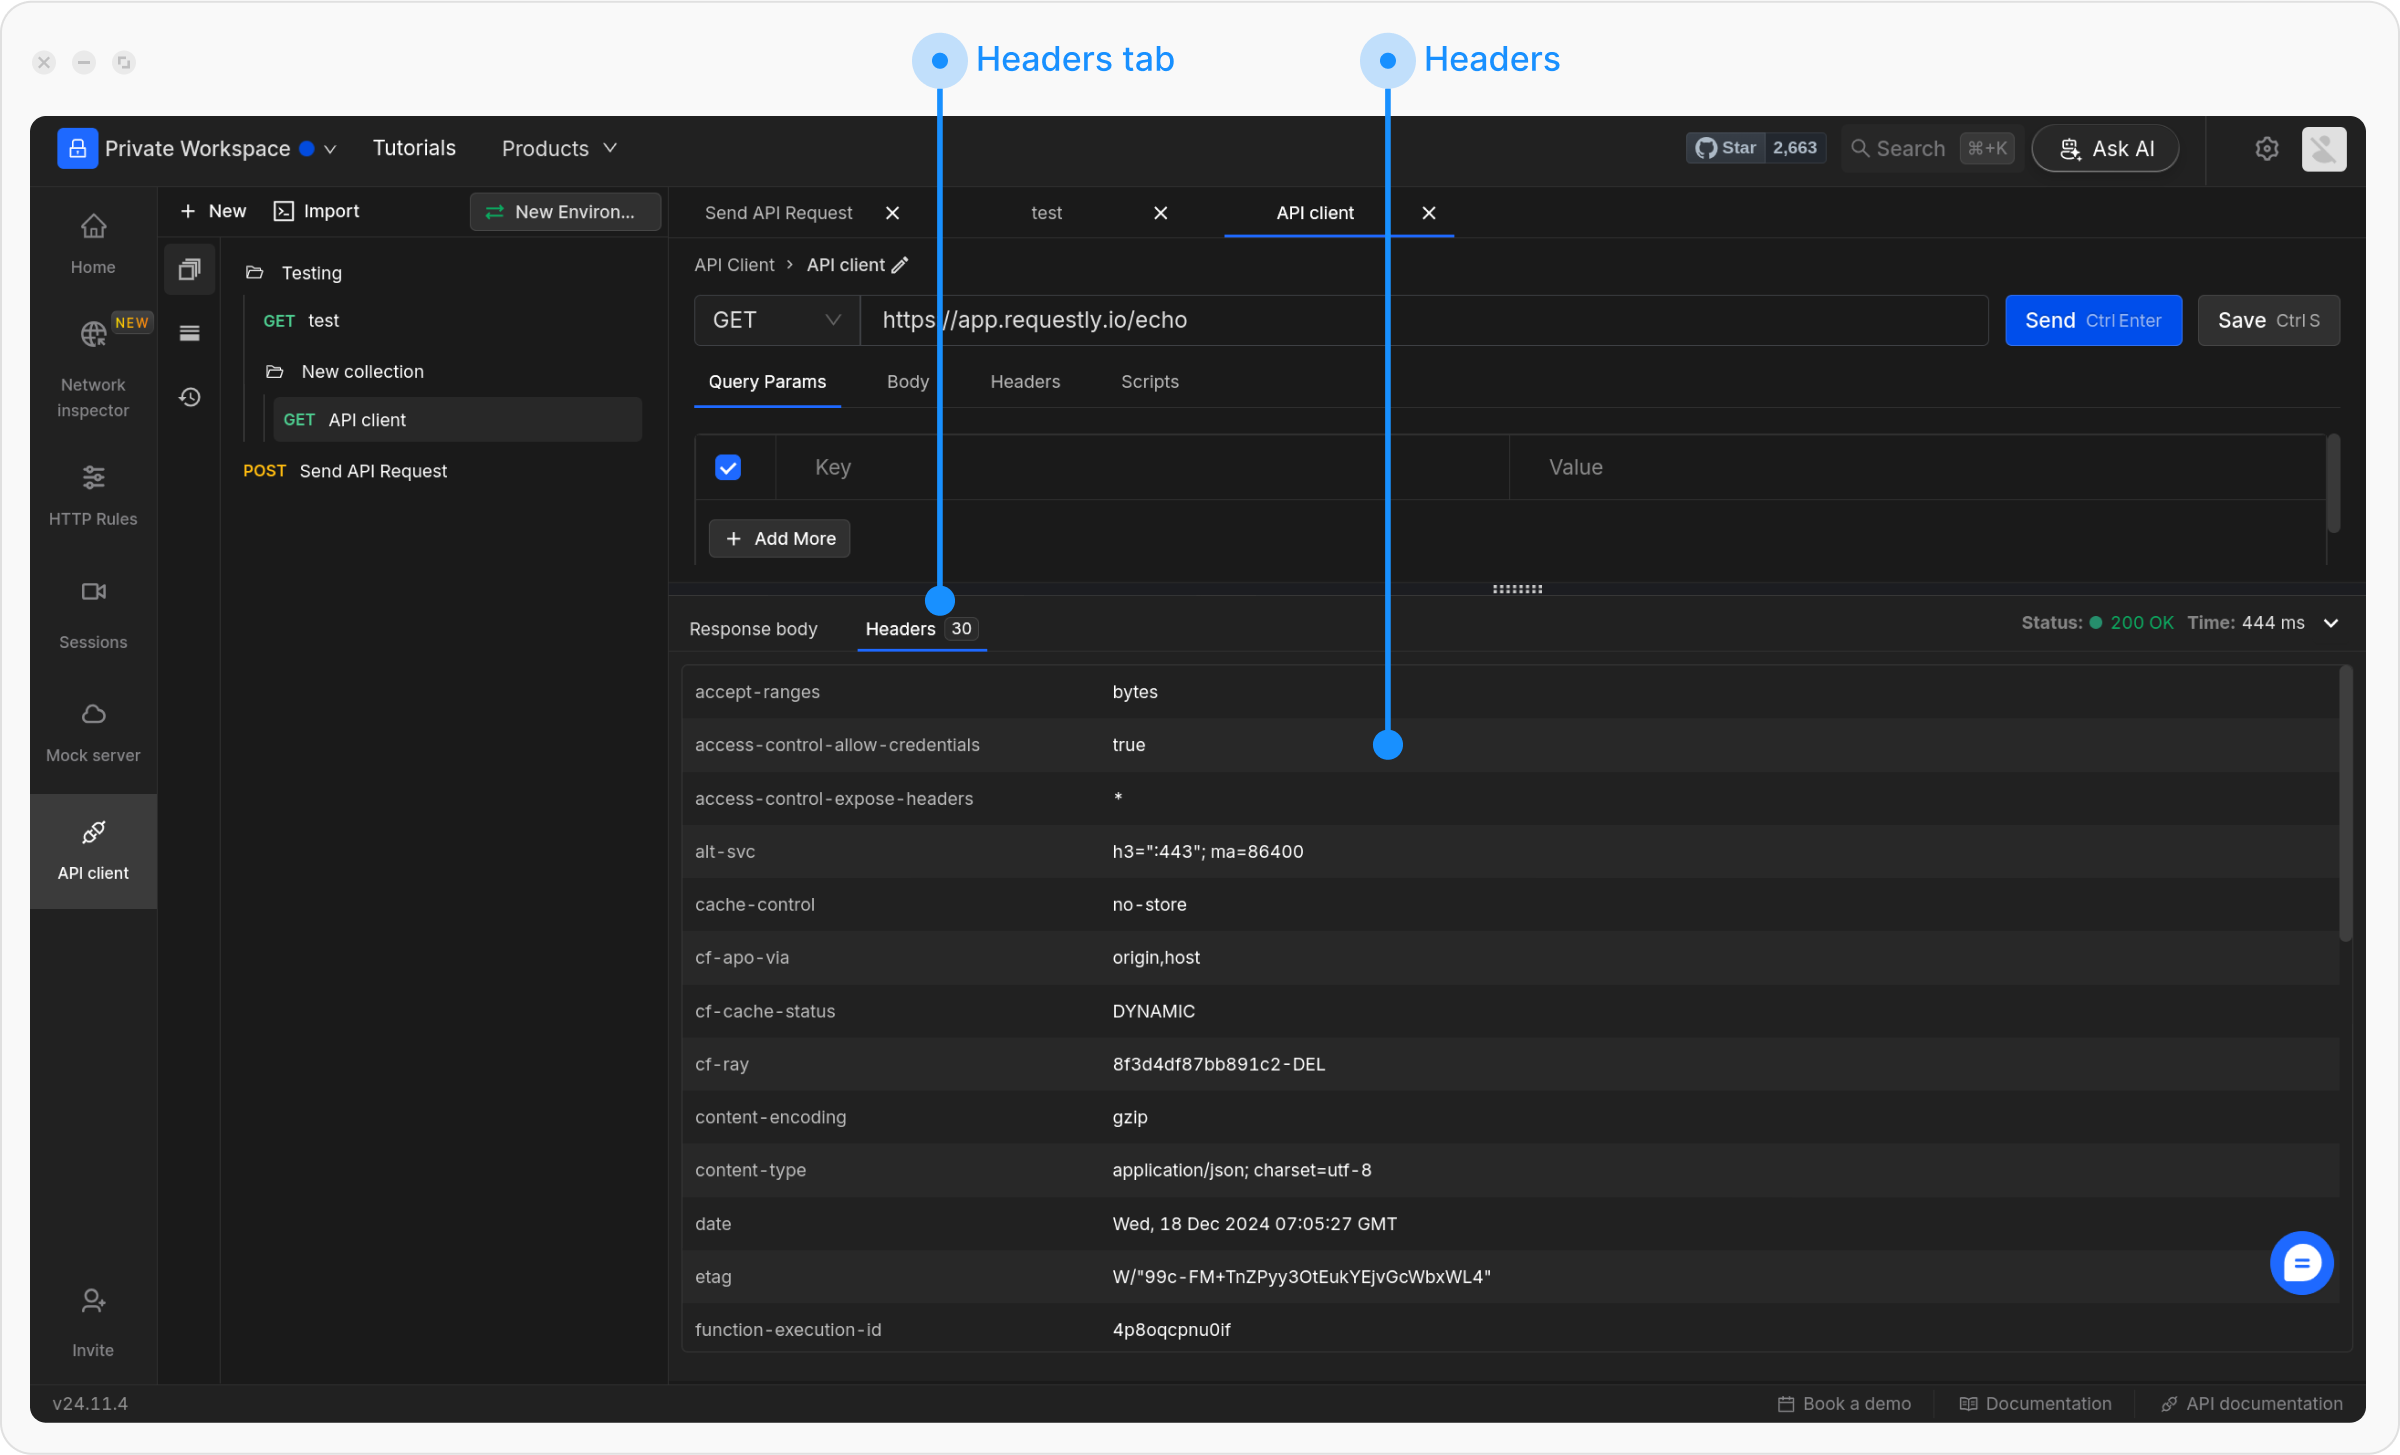 Headers tab
Headers
Private Workspace
Tutorials
Products
Star 2,663
Search ⌘+K
Ask AI
New
Import
New Environ...
Send API Request
test
API client
Home
NEW
Network
inspector
HTTP Rules
Sessions
Mock server
API client
Invite
Testing
GET test
New collection
GET API client
POST Send API Request
API Client > API client
GET
https://app.requestly.io/echo
Send Ctrl Enter
Save Ctrl S
Query Params
Body
Headers
Scripts
Key
Value
+ Add More
Response body
Headers 30
Status: 200 OK Time: 444 ms
accept-ranges bytes
access-control-allow-credentials true
access-control-expose-headers *
alt-svc h3=":443"; ma=86400
cache-control no-store
cf-apo-via origin,host
cf-cache-status DYNAMIC
cf-ray 8f3d4df87bb891c2-DEL
content-encoding gzip
content-type application/json; charset=utf-8
date Wed, 18 Dec 2024 07:05:27 GMT
etag W/"99c-FM+TnZPyy3OtEukYEjvGcWbxWL4"
function-execution-id 4p8oqcpnu0if
v24.11.4
Book a demo
Documentation
API documentation